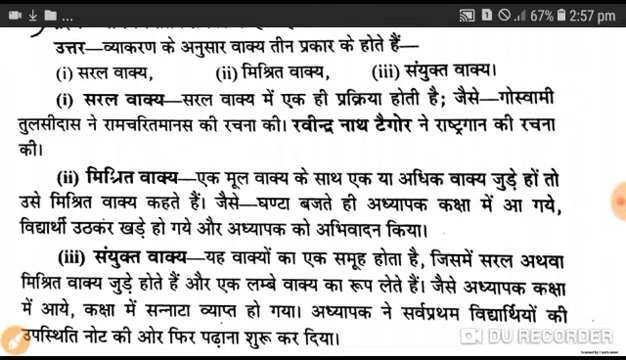 67% 2:57 pm
उत्तर—व्याकरण के अनुसार वाक्य तीन प्रकार के होते हैं—
(i) सरल वाक्य, (ii) मिश्रित वाक्य, (iii) संयुक्त वाक्य।
(i) सरल वाक्य—सरल वाक्य में एक ही प्रक्रिया होती है; जैसे—गोस्वामी
तुलसीदास ने रामचरितमानस की रचना की। रवीन्द्र नाथ टैगोर ने राष्ट्रगान की रचना
की।
(ii) मिश्रित वाक्य—एक मूल वाक्य के साथ एक या अधिक वाक्य जुड़े हों तो
उसे मिश्रित वाक्य कहते हैं। जैसे—घण्टा बजते ही अध्यापक कक्षा में आ गये,
विद्यार्थी उठकर खड़े हो गये और अध्यापक को अभिवादन किया।
(iii) संयुक्त वाक्य—यह वाक्यों का एक समूह होता है, जिसमें सरल अथवा
मिश्रित वाक्य जुड़े होते हैं और एक लम्बे वाक्य का रूप लेते हैं। जैसे अध्यापक कक्षा
में आये, कक्षा में सन्नाटा व्याप्त हो गया। अध्यापक ने सर्वप्रथम विद्यार्थियों की
उपस्थिति नोट की ओर फिर पढ़ाना शुरू कर दिया।
DU RECORDER